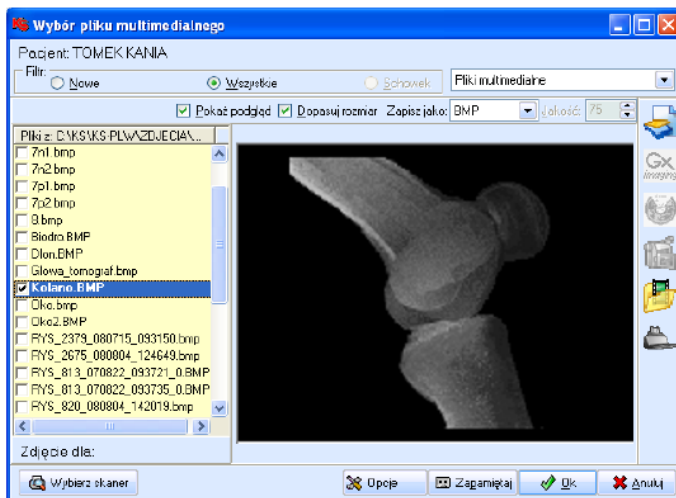 Wybór pliku multimedialnego
Pacjent: TOMEK KANIA
Filtr:
Nowe
Wszystkie
Schowek
Pliki multimedialne
Pokaż podgląd
Dopasuj rozmiar
Zapisz jako:
BMP
Jakość:
75
Pliki z: C:\KS\KS-PLW\ZDJECIA\...
7n1.bmp
7n2.bmp
7p1.bmp
7p2.bmp
8.bmp
Biodro.BMP
Dlon.BMP
Glowa_tomograf.bmp
Kolano.BMP
Oko.bmp
Oko2.BMP
RYS_2379_080715_093150.bmp
RYS_2675_080804_124649.bmp
RYS_813_070822_093721_0.BMP
RYS_813_070822_093735_0.BMP
RYS_820_080804_142019.bmp
Gx
imaging
Zdjęcie dla:
Wybierz skaner
Opcje
Zapamiętaj
Ok
Anuluj